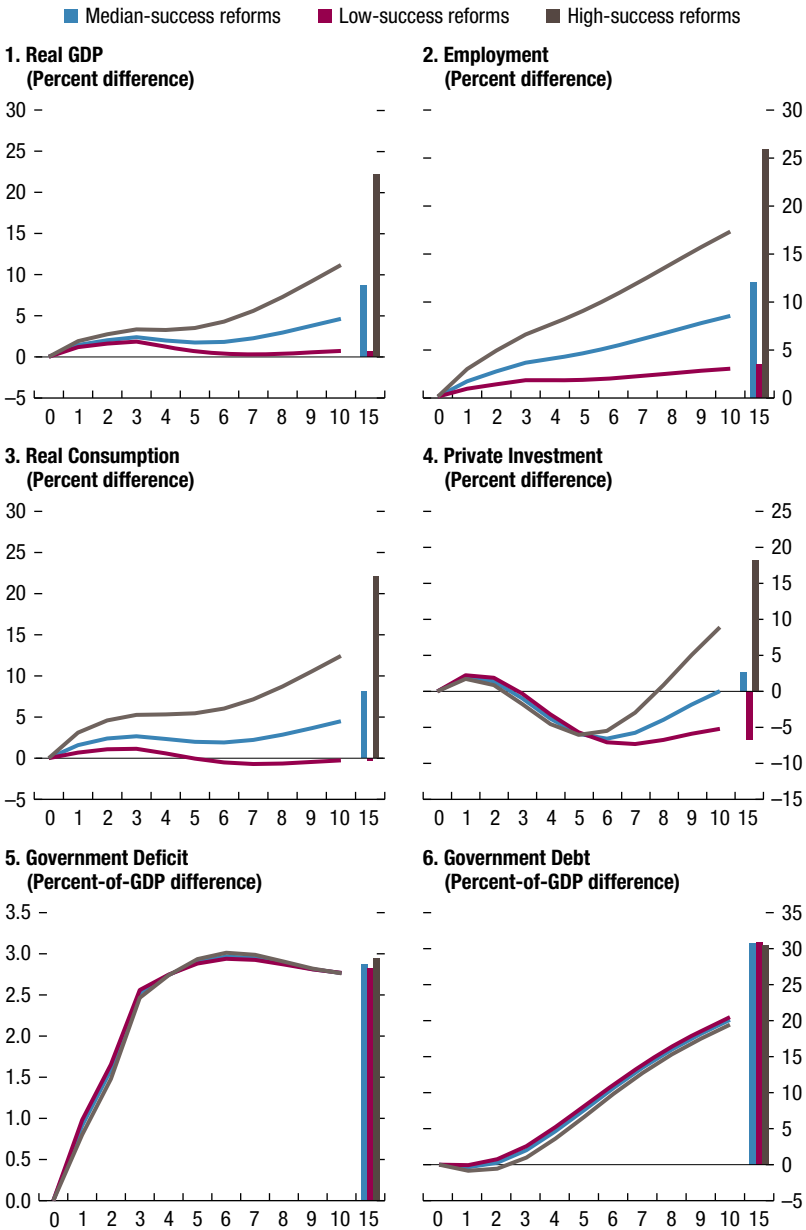 Median-success reforms Low-success reforms High-success reforms
1. Real GDP
(Percent difference)
30
25
20
15
10
5
0
–5
0 1 2 3 4 5 6 7 8 9 10 15
2. Employment
(Percent difference)
30
25
20
15
10
5
0
0 1 2 3 4 5 6 7 8 9 10 15
3. Real Consumption
(Percent difference)
30
25
20
15
10
5
0
–5
0 1 2 3 4 5 6 7 8 9 10 15
4. Private Investment
(Percent difference)
25
20
15
10
5
0
–5
–10
–15
0 1 2 3 4 5 6 7 8 9 10 15
5. Government Deficit
(Percent-of-GDP difference)
3.5
3.0
2.5
2.0
1.5
1.0
0.5
0.0
0 1 2 3 4 5 6 7 8 9 10 15
6. Government Debt
(Percent-of-GDP difference)
35
30
25
20
15
10
5
0
–5
0 1 2 3 4 5 6 7 8 9 10 15